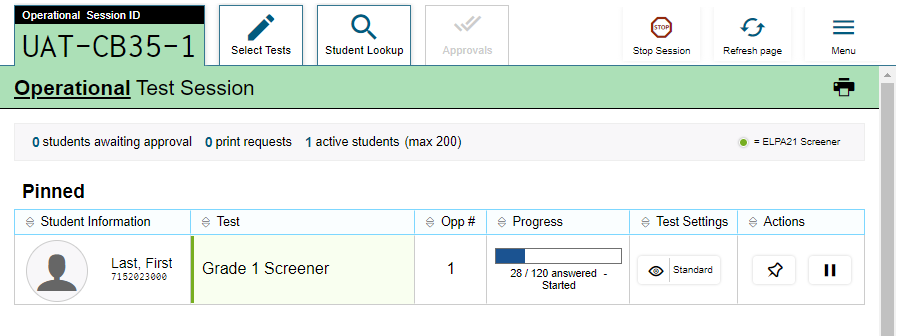 Operational Session ID
UAT-CB35-1
Select Tests
Student Lookup
Approvals
Stop Session
Refresh page
Menu
Operational Test Session
0 students awaiting approval 0 print requests 1 active students (max 200)
= ELPA21 Screener
Pinned
Student Information Test Opp # Progress Test Settings Actions
Last, First
7152023000
Grade 1 Screener
1
28 / 120 answered -
Started
Standard